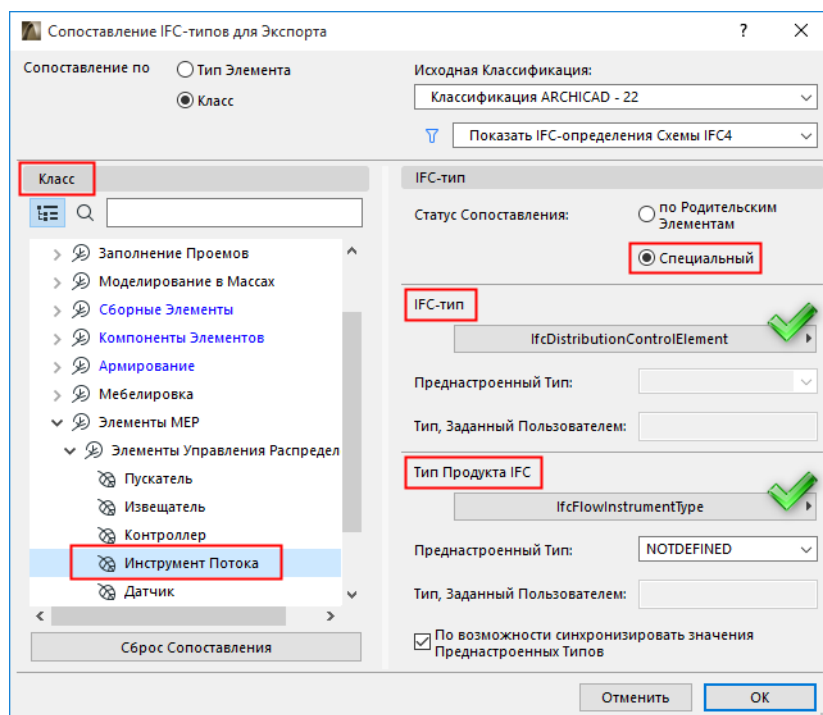 Сопоставление IFC-типов для Экспорта
?
Сопоставление по
Тип Элемента
Класс
Исходная Классификация:
Классификация ARCHICAD - 22
Показать IFC-определения Схемы IFC4
Класс
Заполнение Проемов
Моделирование в Массах
Сборные Элементы
Компоненты Элементов
Армирование
Мебелировка
Элементы МЕР
Элементы Управления Распредел
Пускатель
Извещатель
Контроллер
Инструмент Потока
Датчик
Сброс Сопоставления
IFC-тип
Статус Сопоставления:
по Родительским
Элементам
Специальный
IFC-тип
IfcDistributionControlElement
Преднастроенный Тип:
Тип, Заданный Пользователем:
Тип Продукта IFC
IfcFlowInstrumentType
Преднастроенный Тип:
NOTDEFINED
Тип, Заданный Пользователем:
По возможности синхронизировать значения
Преднастроенных Типов
Отменить
ОК